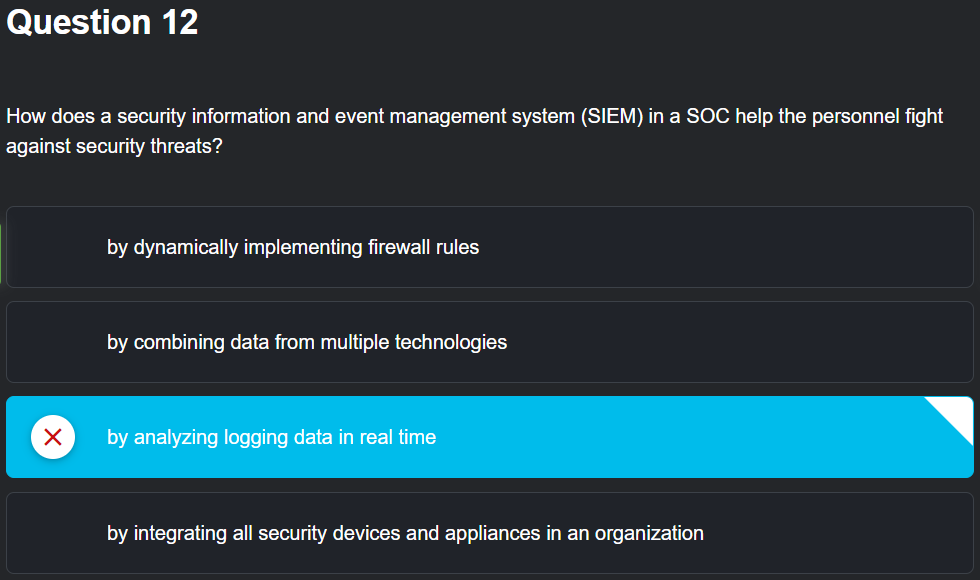 Question 12
How does a security information and event management system (SIEM) in a SOC help the personnel fight
against security threats?
by dynamically implementing firewall rules
by combining data from multiple technologies
by analyzing logging data in real time
by integrating all security devices and appliances in an organization